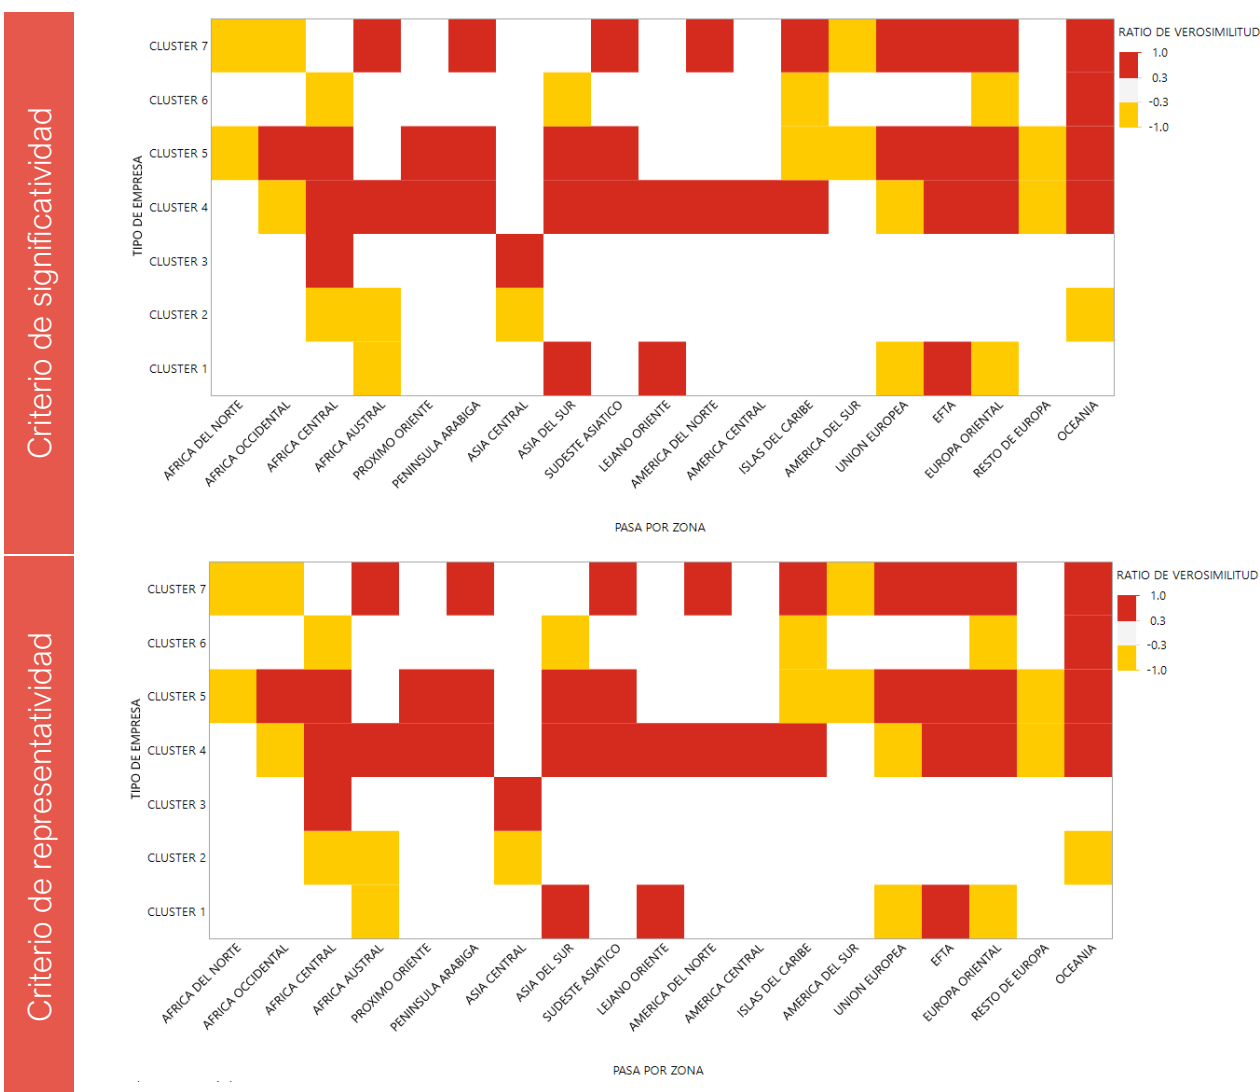 Criterio de significatividad
CLUSTER 7
CLUSTER 6
CLUSTER 5
CLUSTER 4
CLUSTER 3
CLUSTER 2
CLUSTER 1
TIPO DE EMPRESA
AFRICA DEL NORTE
AFRICA OCCIDENTAL
AFRICA CENTRAL
AFRICA AUSTRAL
PROXIMO ORIENTE
PENINSULA ARABIGA
ASIA CENTRAL
ASIA DEL SUR
SUDESTE ASIATICO
LEJANO ORIENTE
AMERICA DEL NORTE
AMERICA CENTRAL
ISLAS DEL CARIBE
AMERICA DEL SUR
UNION EUROPEA
EFTA
EUROPA ORIENTAL
RESTO DE EUROPA
OCEANIA
PASA POR ZONA
RATIO DE VEROSIMILITUD
1.0
0.3
-0.3
-1.0
Criterio de representatividad
CLUSTER 7
CLUSTER 6
CLUSTER 5
CLUSTER 4
CLUSTER 3
CLUSTER 2
CLUSTER 1
TIPO DE EMPRESA
AFRICA DEL NORTE
AFRICA OCCIDENTAL
AFRICA CENTRAL
AFRICA AUSTRAL
PROXIMO ORIENTE
PENINSULA ARABIGA
ASIA CENTRAL
ASIA DEL SUR
SUDESTE ASIATICO
LEJANO ORIENTE
AMERICA DEL NORTE
AMERICA CENTRAL
ISLAS DEL CARIBE
AMERICA DEL SUR
UNION EUROPEA
EFTA
EUROPA ORIENTAL
RESTO DE EUROPA
OCEANIA
PASA POR ZONA
RATIO DE VEROSIMILITUD
1.0
0.3
-0.3
-1.0